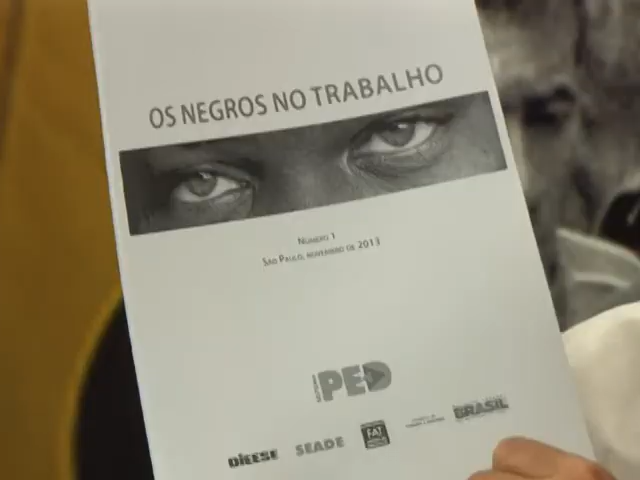 OS NEGROS NO TRABALHO
NÚMERO 1
SÃO PAULO, NOVEMBRO DE 2013
PED
DIEESE
SEADE
FAT
BRASIL